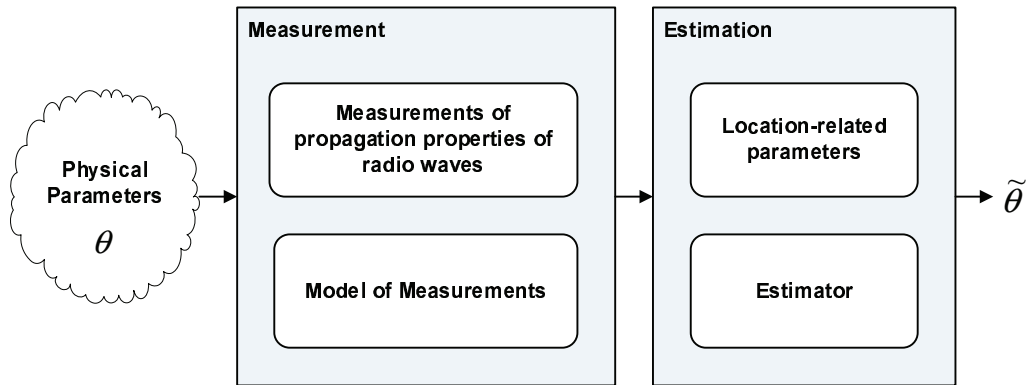 Measurement
Estimation
Physical
Parameters
θ
Measurements of
propagation properties of
radio waves
Model of Measurements
Location-related
parameters
Estimator
θ̃